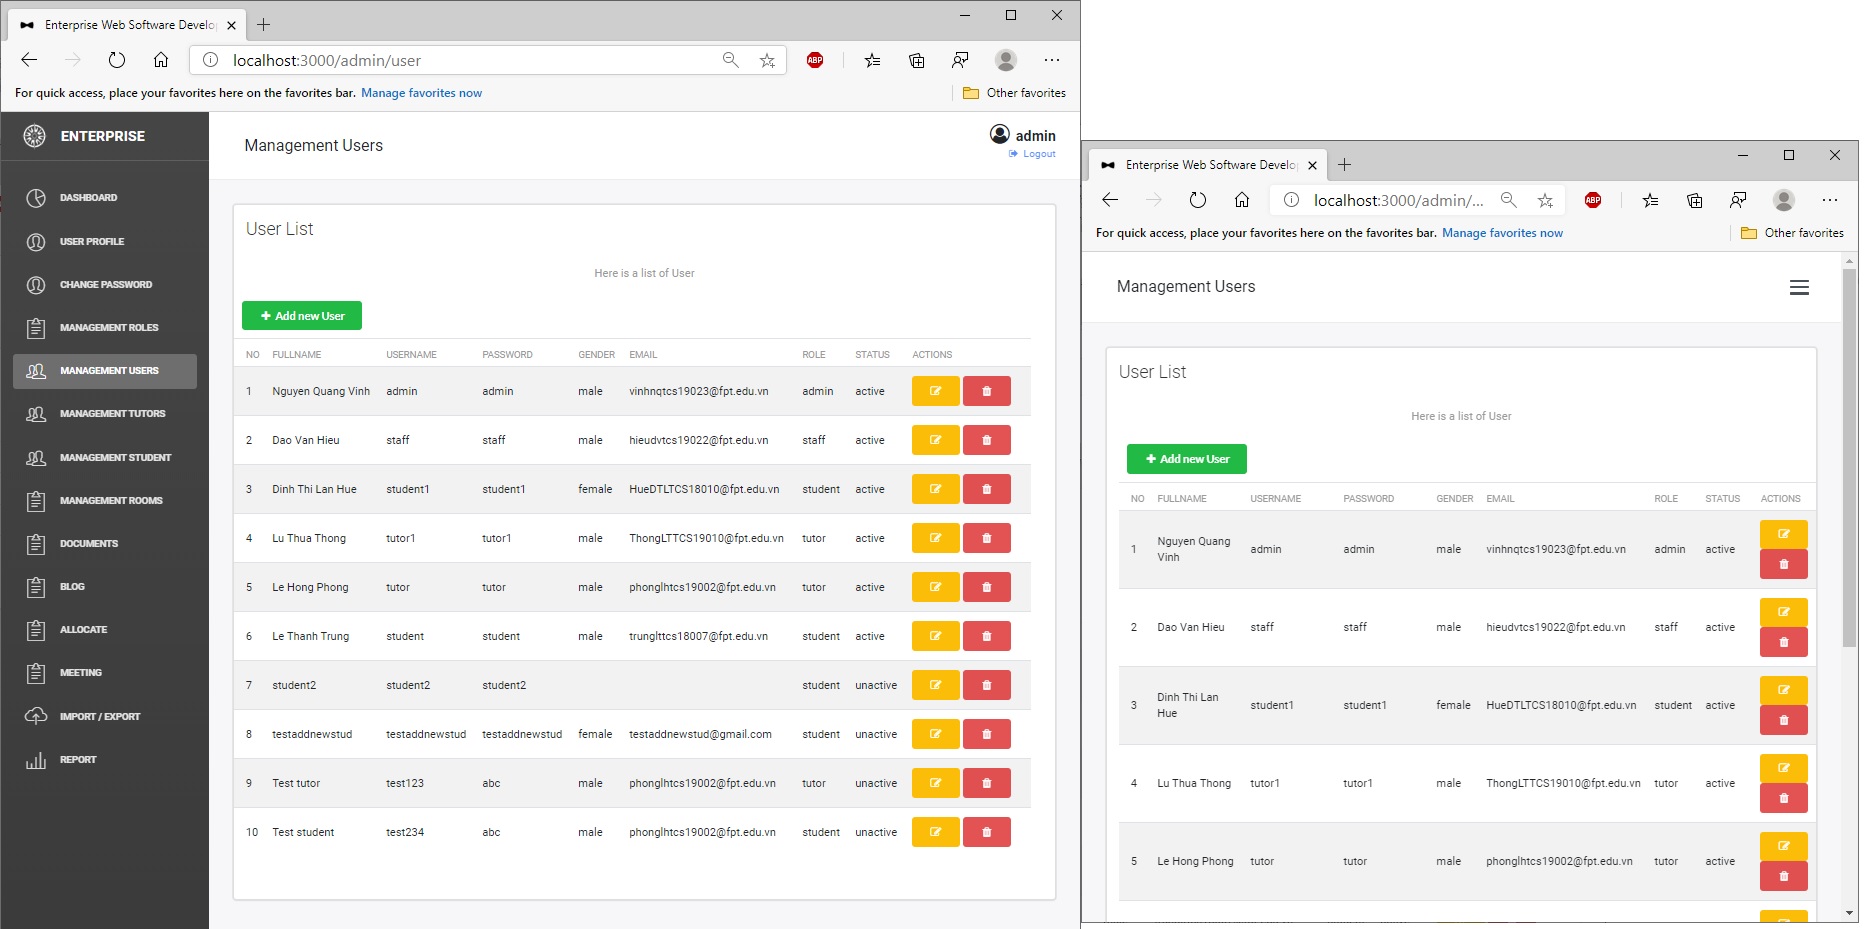 Enterprise Web Software Develo
localhost:3000/admin/user
ABP
For quick access, place your favorites here on the favorites bar. Manage favorites now
Other favorites
ENTERPRISE
DASHBOARD
USER PROFILE
CHANGE PASSWORD
MANAGEMENT ROLES
MANAGEMENT USERS
MANAGEMENT TUTORS
MANAGEMENT STUDENT
MANAGEMENT ROOMS
DOCUMENTS
BLOG
ALLOCATE
MEETING
IMPORT / EXPORT
REPORT
Management Users
admin
Logout
User List
Here is a list of User
Add new User
NO FULLNAME USERNAME PASSWORD GENDER EMAIL ROLE STATUS ACTIONS
1 Nguyen Quang Vinh admin admin male vinhnqtcs19023@fpt.edu.vn admin active
2 Dao Van Hieu staff staff male hieudvtcs19022@fpt.edu.vn staff active
3 Dinh Thi Lan Hue student1 student1 female HueDTLTCS18010@fpt.edu.vn student active
4 Lu Thua Thong tutor1 tutor1 male ThongLTTCS19010@fpt.edu.vn tutor active
5 Le Hong Phong tutor tutor male phonglhtcs19002@fpt.edu.vn tutor active
6 Le Thanh Trung student student male trunglttcs18007@fpt.edu.vn student active
7 student2 student2 student2 student unactive
8 testaddnewstud testaddnewstud testaddnewstud female testaddnewstud@gmail.com student unactive
9 Test tutor test123 abc male phonglhtcs19002@fpt.edu.vn tutor unactive
10 Test student test234 abc male phonglhtcs19002@fpt.edu.vn student unactive
Enterprise Web Software Develo
localhost:3000/admin/...
ABP
For quick access, place your favorites here on the favorites bar. Manage favorites now
Other favorites
Management Users
User List
Here is a list of User
Add new User
NO FULLNAME USERNAME PASSWORD GENDER EMAIL ROLE STATUS ACTIONS
1 Nguyen Quang Vinh admin admin male vinhnqtcs19023@fpt.edu.vn admin active
2 Dao Van Hieu staff staff male hieudvtcs19022@fpt.edu.vn staff active
3 Dinh Thi Lan Hue student1 student1 female HueDTLTCS18010@fpt.edu.vn student active
4 Lu Thua Thong tutor1 tutor1 male ThongLTTCS19010@fpt.edu.vn tutor active
5 Le Hong Phong tutor tutor male phonglhtcs19002@fpt.edu.vn tutor active